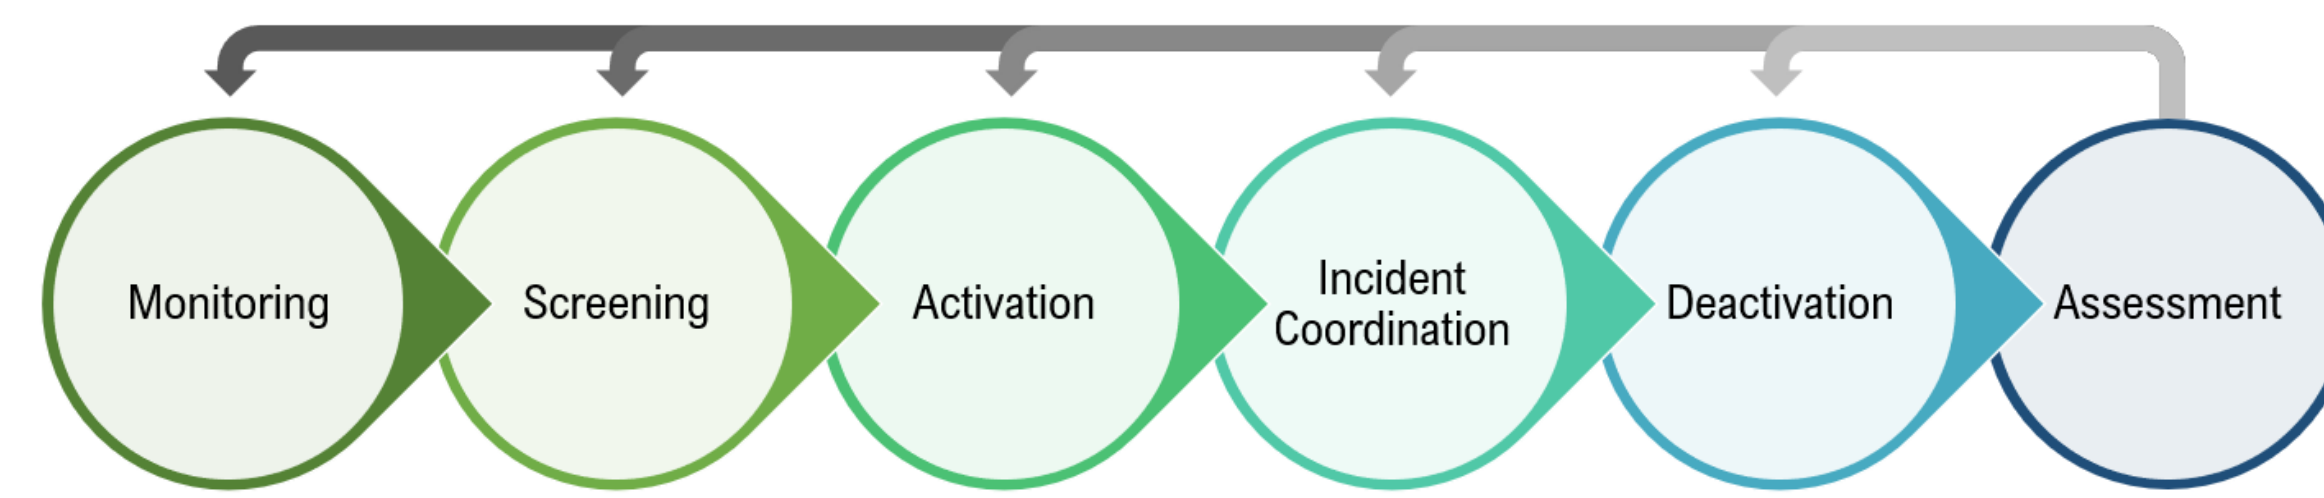 Monitoring
Screening
Activation
Incident
Coordination
Deactivation
Assessment